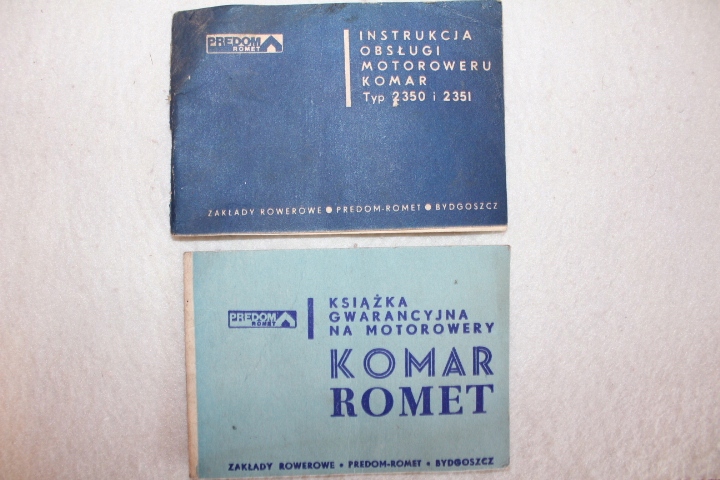 PREDOM
ROMET
INSTRUKCJA
OBSŁUGI
MOTOROWERU
KOMAR
Typ 2350 i 2351
ZAKŁADY ROWEROWE ● PREDOM-ROMET ● BYDGOSZCZ
PREDOM
ROMET
KSIĄŻKA
GWARANCYJNA
NA MOTOROWERY
KOMAR
ROMET
ZAKŁADY ROWEROWE • PREDOM-ROMET • BYDGOSZCZ